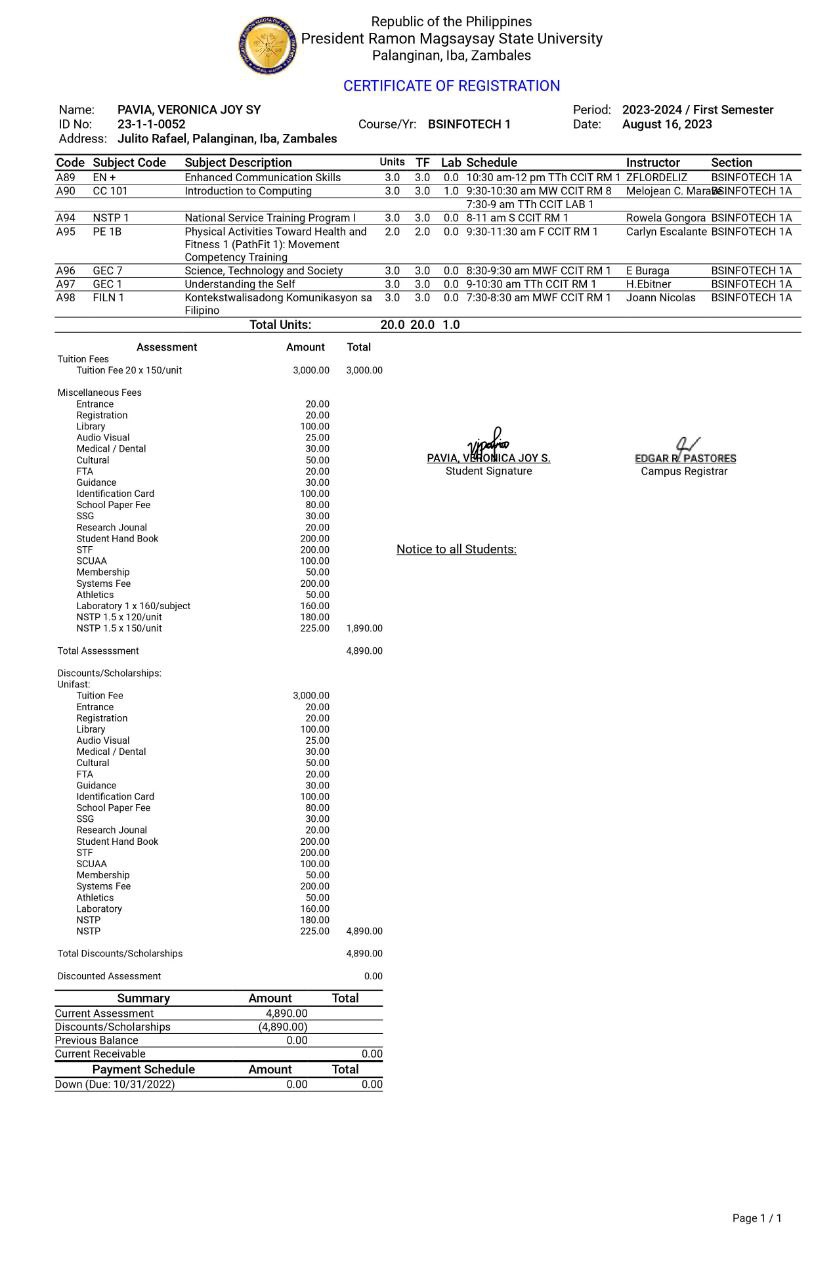 Republic of the Philippines
President Ramon Magsaysay State University
Palanginan, Iba, Zambales
CERTIFICATE OF REGISTRATION
Name: PAVIA, VERONICA JOY SY Period: 2023-2024 / First Semester
ID No: 23-1-1-0052 Course/Yr: BSINFOTECH 1 Date: August 16, 2023
Address: Julito Rafael, Palanginan, Iba, Zambales
Code Subject Code Subject Description Units TF Lab Schedule Instructor Section
A89 EN + Enhanced Communication Skills 3.0 3.0 0.0 10:30 am-12 pm TTh CCIT RM 1 ZFLORDELIZ BSINFOTECH 1A
A90 CC 101 Introduction to Computing 3.0 3.0 1.0 9:30-10:30 am MW CCIT RM 8 Melojean C. BSINFOTECH 1A
7:30-9 am TTh CCIT LAB 1
A94 NSTP 1 National Service Training Program I 3.0 3.0 0.0 8-11 am S CCIT RM 1 Rowela Gongora BSINFOTECH 1A
A95 PE 1B Physical Activities Toward Health and 2.0 2.0 0.0 9:30-11:30 am F CCIT RM 1 Carlyn Escalante BSINFOTECH 1A
Fitness 1 (PathFit 1): Movement
Competency Training
A96 GEC 7 Science, Technology and Society 3.0 3.0 0.0 8:30-9:30 am MWF CCIT RM 1 E Buraga BSINFOTECH 1A
A97 GEC 1 Understanding the Self 3.0 3.0 0.0 9-10:30 am TTh CCIT RM 1 H.Ebitner BSINFOTECH 1A
A98 FILN 1 Kontekstwalisadong Komunikasyon sa 3.0 3.0 0.0 7:30-8:30 am MWF CCIT RM 1 Joann Nicolas BSINFOTECH 1A
Filipino
Total Units: 20.0 20.0 1.0
Assessment Amount Total
Tuition Fees
Tuition Fee 20 x 150/unit 3,000.00 3,000.00
Miscellaneous Fees
Entrance 20.00
Registration 20.00
Library 100.00
Audio Visual 25.00
Medical / Dental 30.00
Cultural 50.00
FTA 20.00
Guidance 30.00
Identification Card 100.00
School Paper Fee 80.00
SSG 30.00
Research Jounal 20.00
Student Hand Book 200.00
STF 200.00
SCUAA 100.00
Membership 50.00
Systems Fee 200.00
Athletics 50.00
Laboratory 1 x 160/subject 160.00
NSTP 1.5 x 120/unit 180.00
NSTP 1.5 x 150/unit 225.00 1,890.00
Total Assesssment 4,890.00
PAVIA, VERONICA JOY S.
Student Signature
EDGAR R. PASTORES
Campus Registrar
Notice to all Students:
Discounts/Scholarships:
Unifast:
Tuition Fee 3,000.00
Entrance 20.00
Registration 20.00
Library 100.00
Audio Visual 25.00
Medical / Dental 30.00
Cultural 50.00
FTA 20.00
Guidance 30.00
Identification Card 100.00
School Paper Fee 80.00
SSG 30.00
Research Jounal 20.00
Student Hand Book 200.00
STF 200.00
SCUAA 100.00
Membership 50.00
Systems Fee 200.00
Athletics 50.00
Laboratory 160.00
NSTP 180.00
NSTP 225.00 4,890.00
Total Discounts/Scholarships 4,890.00
Discounted Assessment 0.00
Summary Amount Total
Current Assessment 4,890.00
Discounts/Scholarships (4,890.00)
Previous Balance 0.00
Current Receivable 0.00
Payment Schedule Amount Total
Down (Due: 10/31/2022) 0.00 0.00
Page 1 / 1